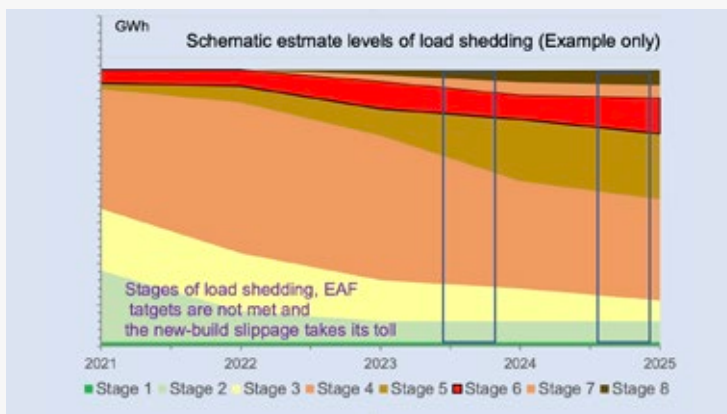 GWh
Schematic estmate levels of load shedding (Example only)
Stages of load shedding, EAF
tatgets are not met and
the new-build slippage takes its toll
2021 2022 2023 2024 2025
Stage 1 Stage 2 Stage 3 Stage 4 Stage 5 Stage 6 Stage 7 Stage 8